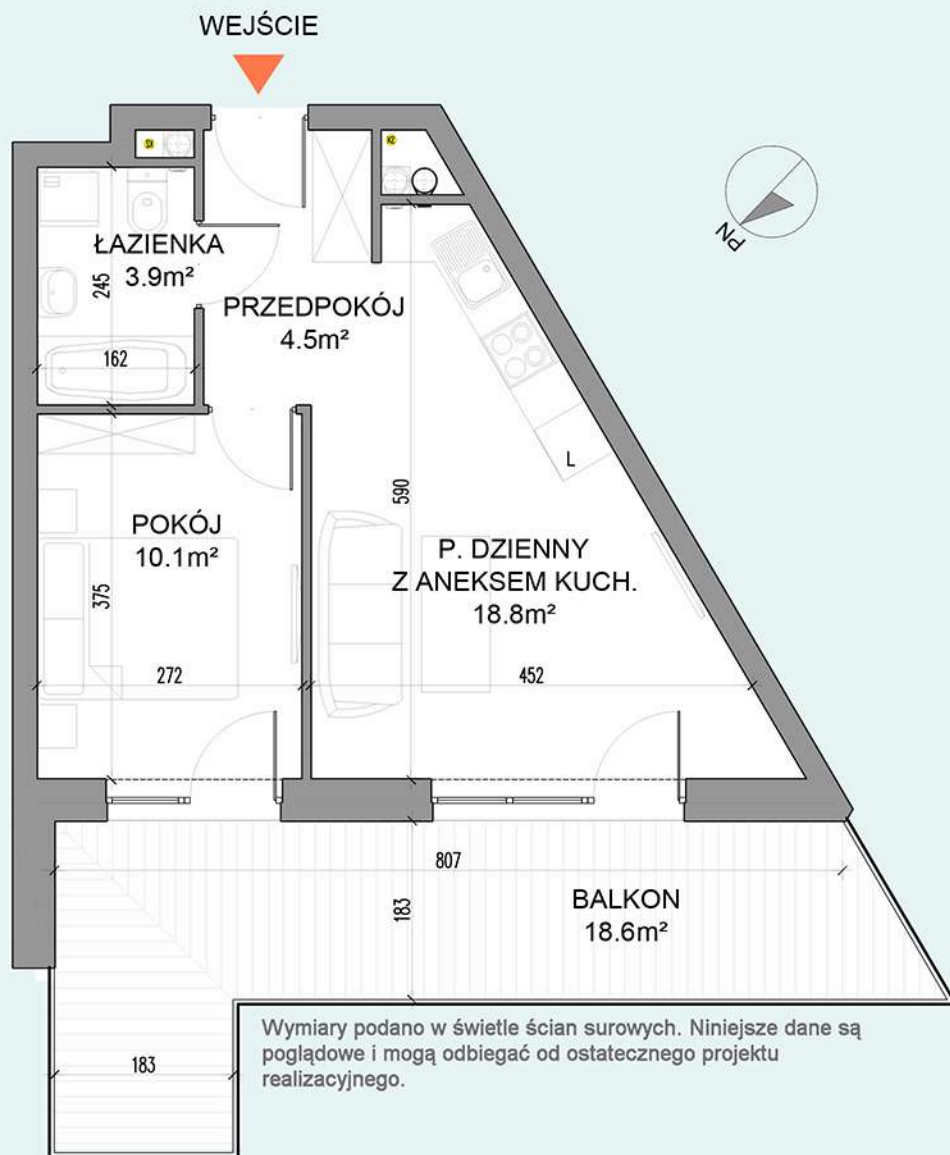 WEJŚCIE
SX
K2
PN
ŁAZIENKA
3.9m²
245
162
PRZEDPOKÓJ
4.5m²
L
590
POKÓJ
10.1m²
375
272
P. DZIENNY
Z ANEKSEM KUCH.
18.8m²
452
807
183
BALKON
18.6m²
Wymiary podano w świetle ścian surowych. Niniejsze dane są
poglądowe i mogą odbiegać od ostatecznego projektu
realizacyjnego.
183